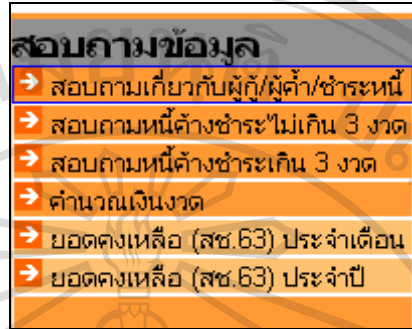 สอบถามข้อมูล
สอบถามเกี่ยวกับผู้กู้/ผู้ค้ำ/ชำระหนี้
สอบถามหนี้ค้างชำระไม่เกิน 3 งวด
สอบถามหนี้ค้างชำระเกิน 3 งวด
คำนวณเงินงวด
ยอดคงเหลือ (สช.63) ประจำเดือน
ยอดคงเหลือ (สช.63) ประจำปี